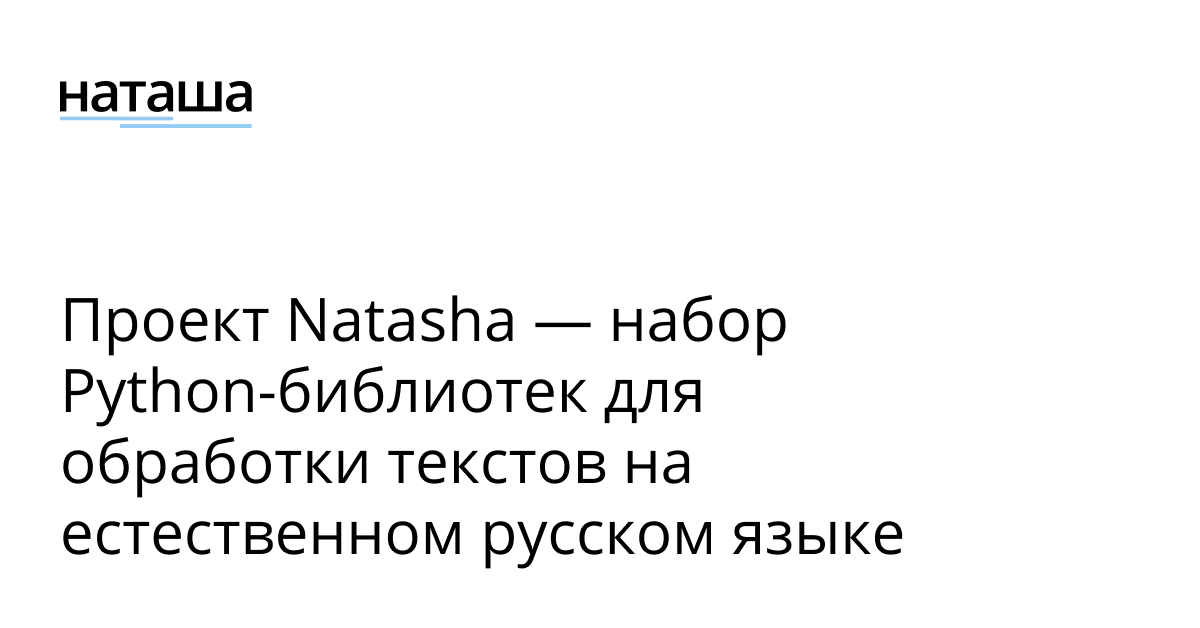 наташа
Проект Natasha — набор
Python-библиотек для
обработки текстов на
естественном русском языке